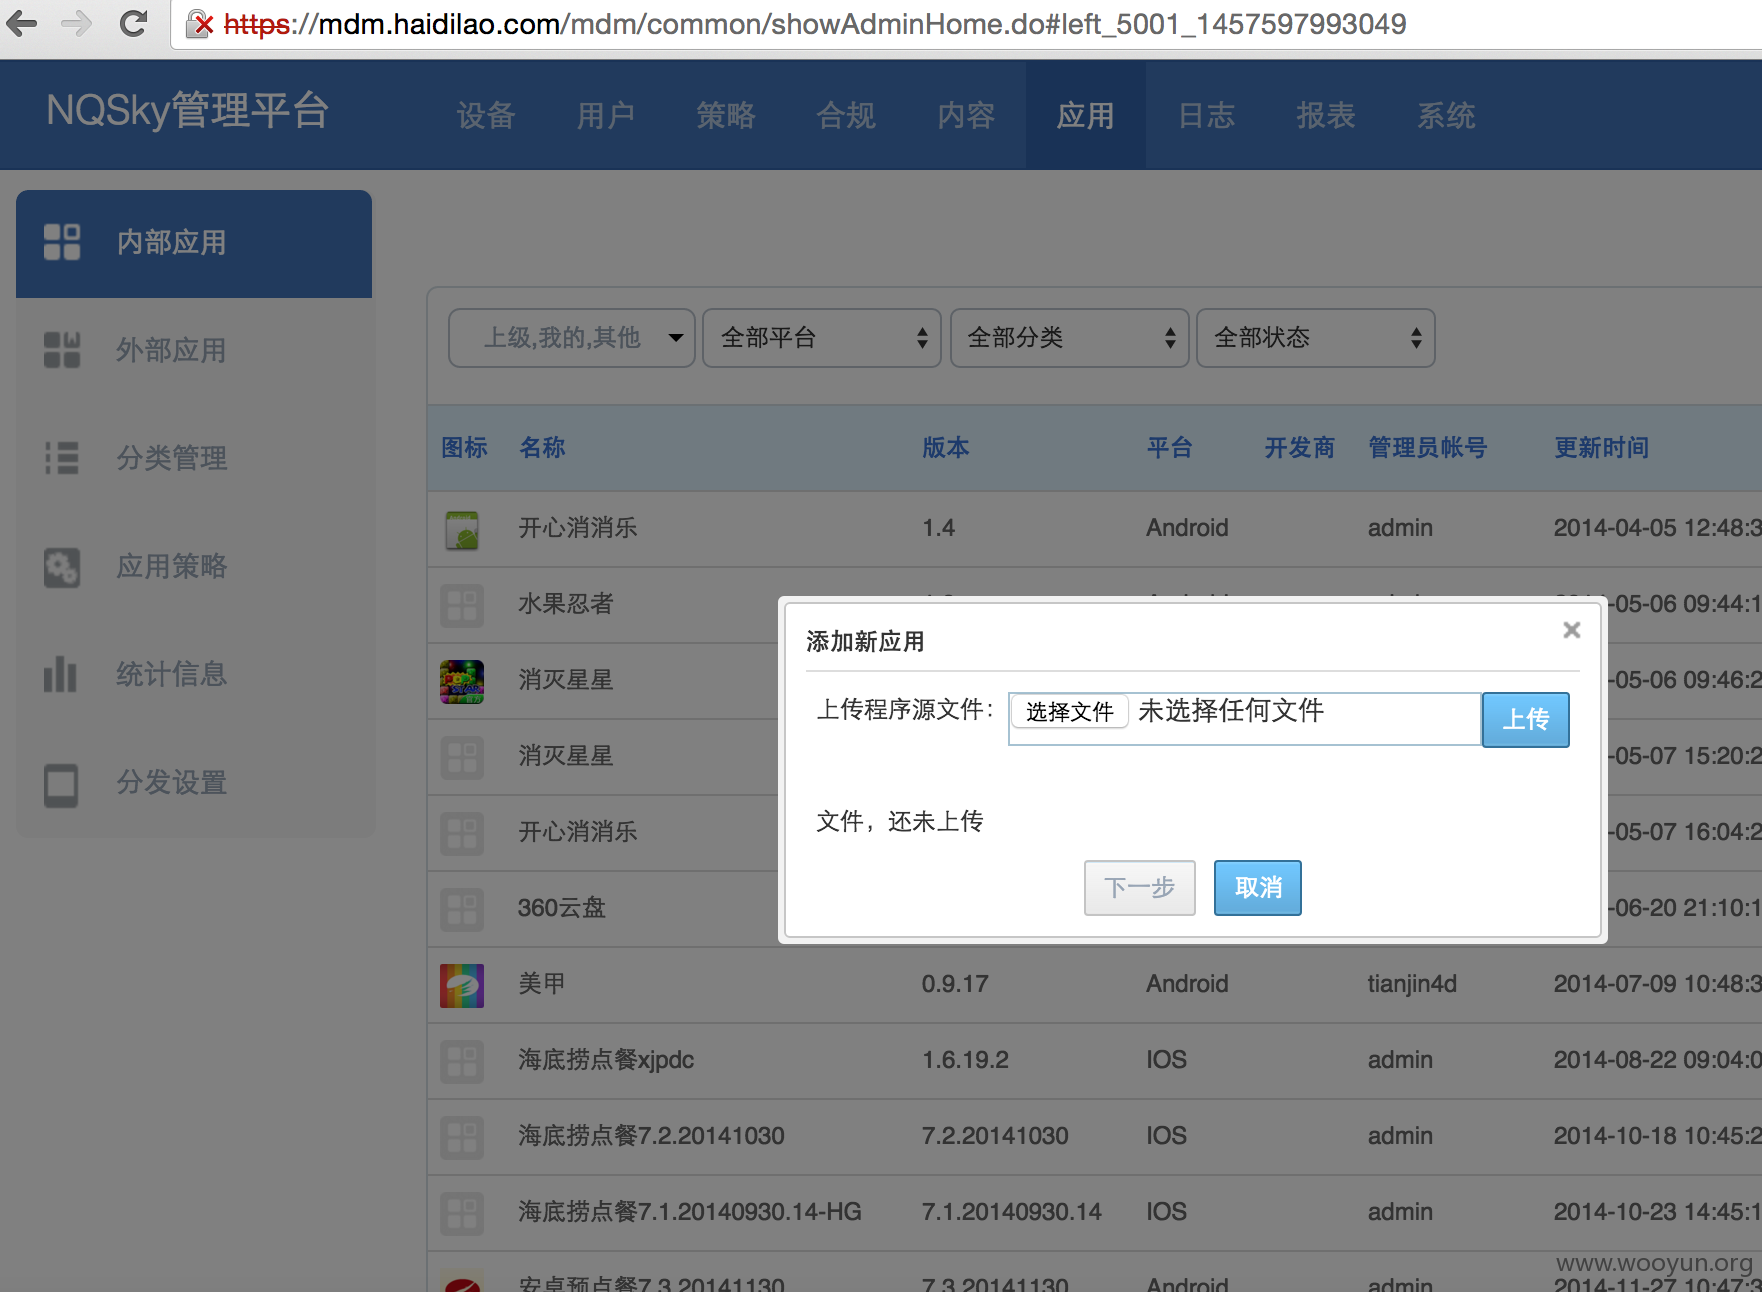 https://mdm.haidilao.com/mdm/common/showAdminHome.do#left_5001_1457597993049
NQSky管理平台 设备 用户 策略 合规 内容 应用 日志 报表 系统
内部应用
外部应用
分类管理
应用策略
统计信息
分发设置
上级,我的,其他 全部平台 全部分类 全部状态
图标 名称 版本 平台 开发商 管理员帐号 更新时间
开心消消乐 1.4 Android admin 2014-04-05 12:48:3
水果忍者 -05-06 09:44:1
消灭星星 -05-06 09:46:2
消灭星星 -05-07 15:20:2
开心消消乐 -05-07 16:04:2
360云盘 -06-20 21:10:1
美甲 0.9.17 Android tianjin4d 2014-07-09 10:48:3
海底捞点餐xjpdc 1.6.19.2 IOS admin 2014-08-22 09:04:0
海底捞点餐7.2.20141030 7.2.20141030 IOS admin 2014-10-18 10:45:2
海底捞点餐7.1.20140930.14-HG 7.1.20140930.14 IOS admin 2014-10-23 14:45:1
安卓预点餐7.3.20141130 7.3.20141130 Android admin 2014-11-27 10:47:3
添加新应用
上传程序源文件： 选择文件 未选择任何文件 上传
文件，还未上传
下一步 取消
www.wooyun.org